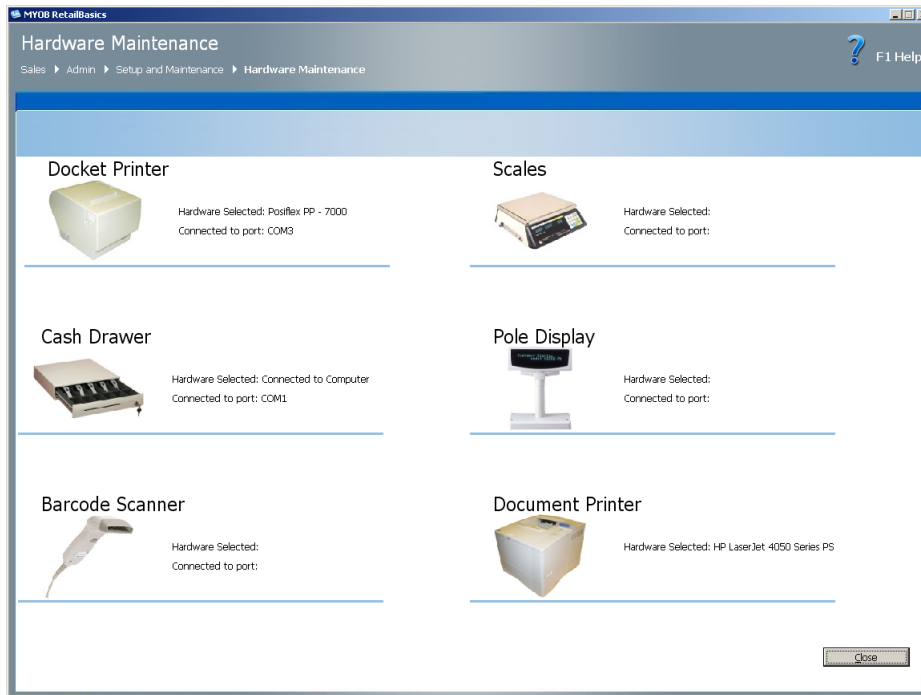 MYOB RetailBasics
Hardware Maintenance
F1 Help
Sales ▶ Admin ▶ Setup and Maintenance ▶ Hardware Maintenance
Docket Printer
Hardware Selected: Posiflex PP - 7000
Connected to port: COM3
Scales
Hardware Selected:
Connected to port:
Cash Drawer
Hardware Selected: Connected to Computer
Connected to port: COM1
Pole Display
Hardware Selected:
Connected to port:
Barcode Scanner
Hardware Selected:
Connected to port:
Document Printer
Hardware Selected: HP LaserJet 4050 Series PS
Close